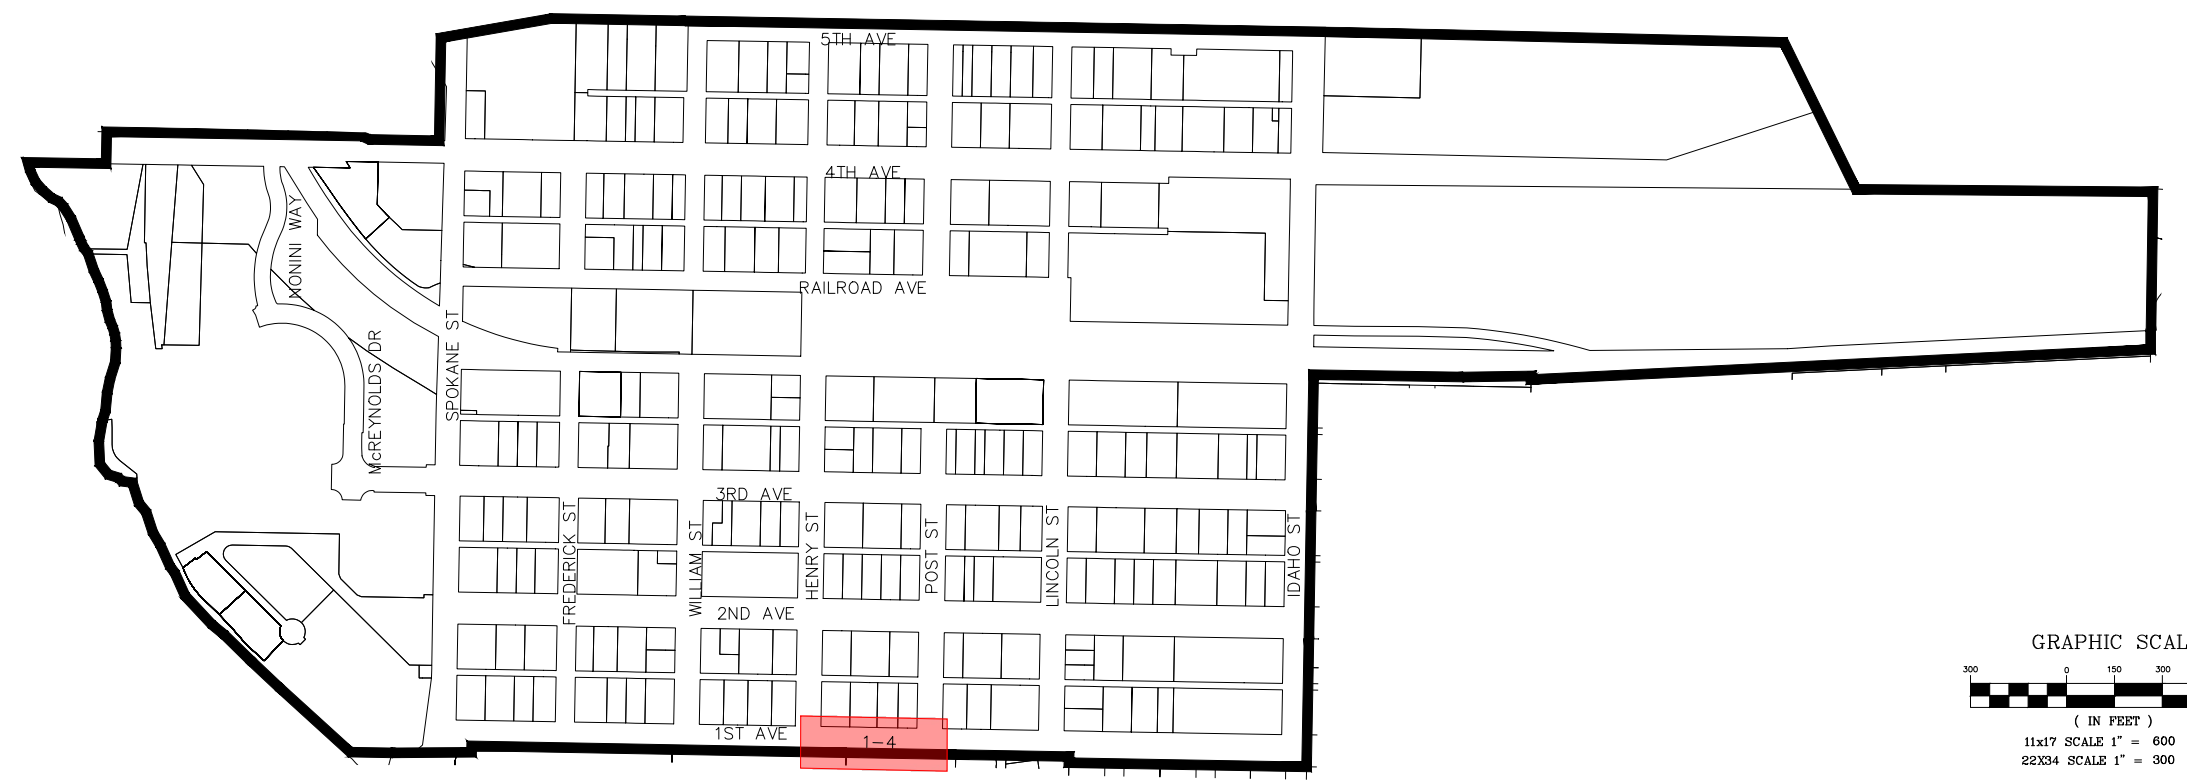 5TH AVE
4TH AVE
NONINI WAY
RAILROAD AVE
McREYNOLDS DR
SPOKANE ST
3RD AVE
FREDERICK ST
WILLIAM ST
HENRY ST
POST ST
LINCOLN ST
IDAHO ST
2ND AVE
1ST AVE
1-4
GRAPHIC SCAL
300 0 150 300
( IN FEET )
11x17 SCALE 1" = 600
22X34 SCALE 1" = 300